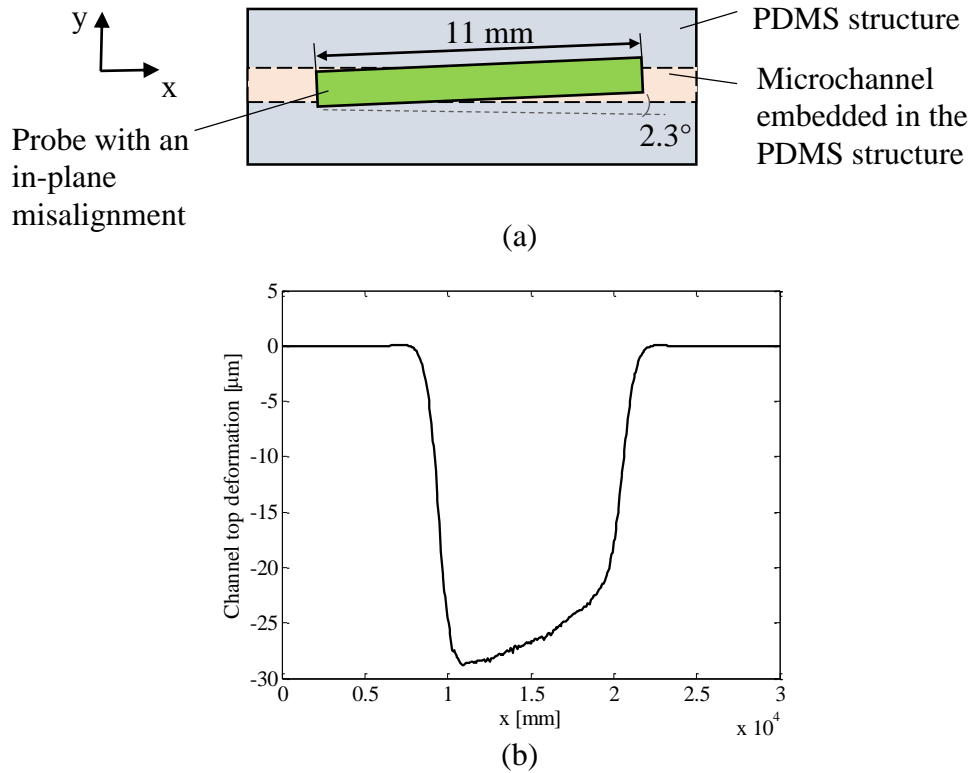 y
x
11 mm
2.3°
PDMS structure
Microchannel
embedded in the
PDMS structure
Probe with an
in-plane
misalignment
(a)
5
0
-5
-10
-15
-20
-25
-30
Channel top deformation [μm]
0
0.5
1
1.5
2
2.5
3
x [mm]
x 10⁴
(b)